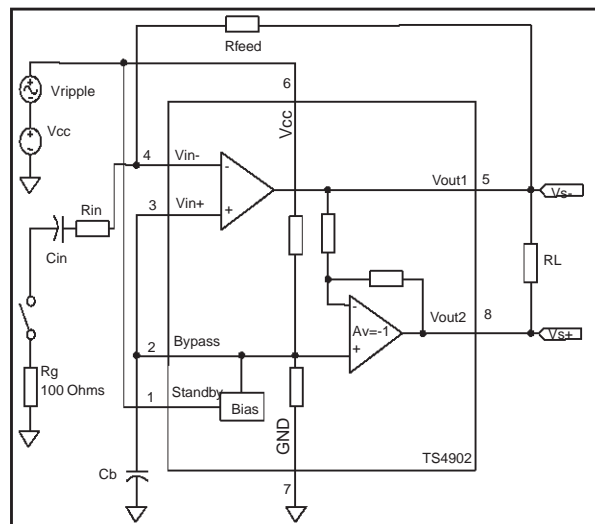 Rfeed
Vripple
6
Vcc
Vcc
4 Vin- Vout1 5 Vs-
3 Vin+
Rin
Cin
RL
Av=-1
Vout2 8 Vs+
2 Bypass
Rg
100 Ohms
1 Standby
Bias
GND
TS4902
Cb
7
-
+
-
+